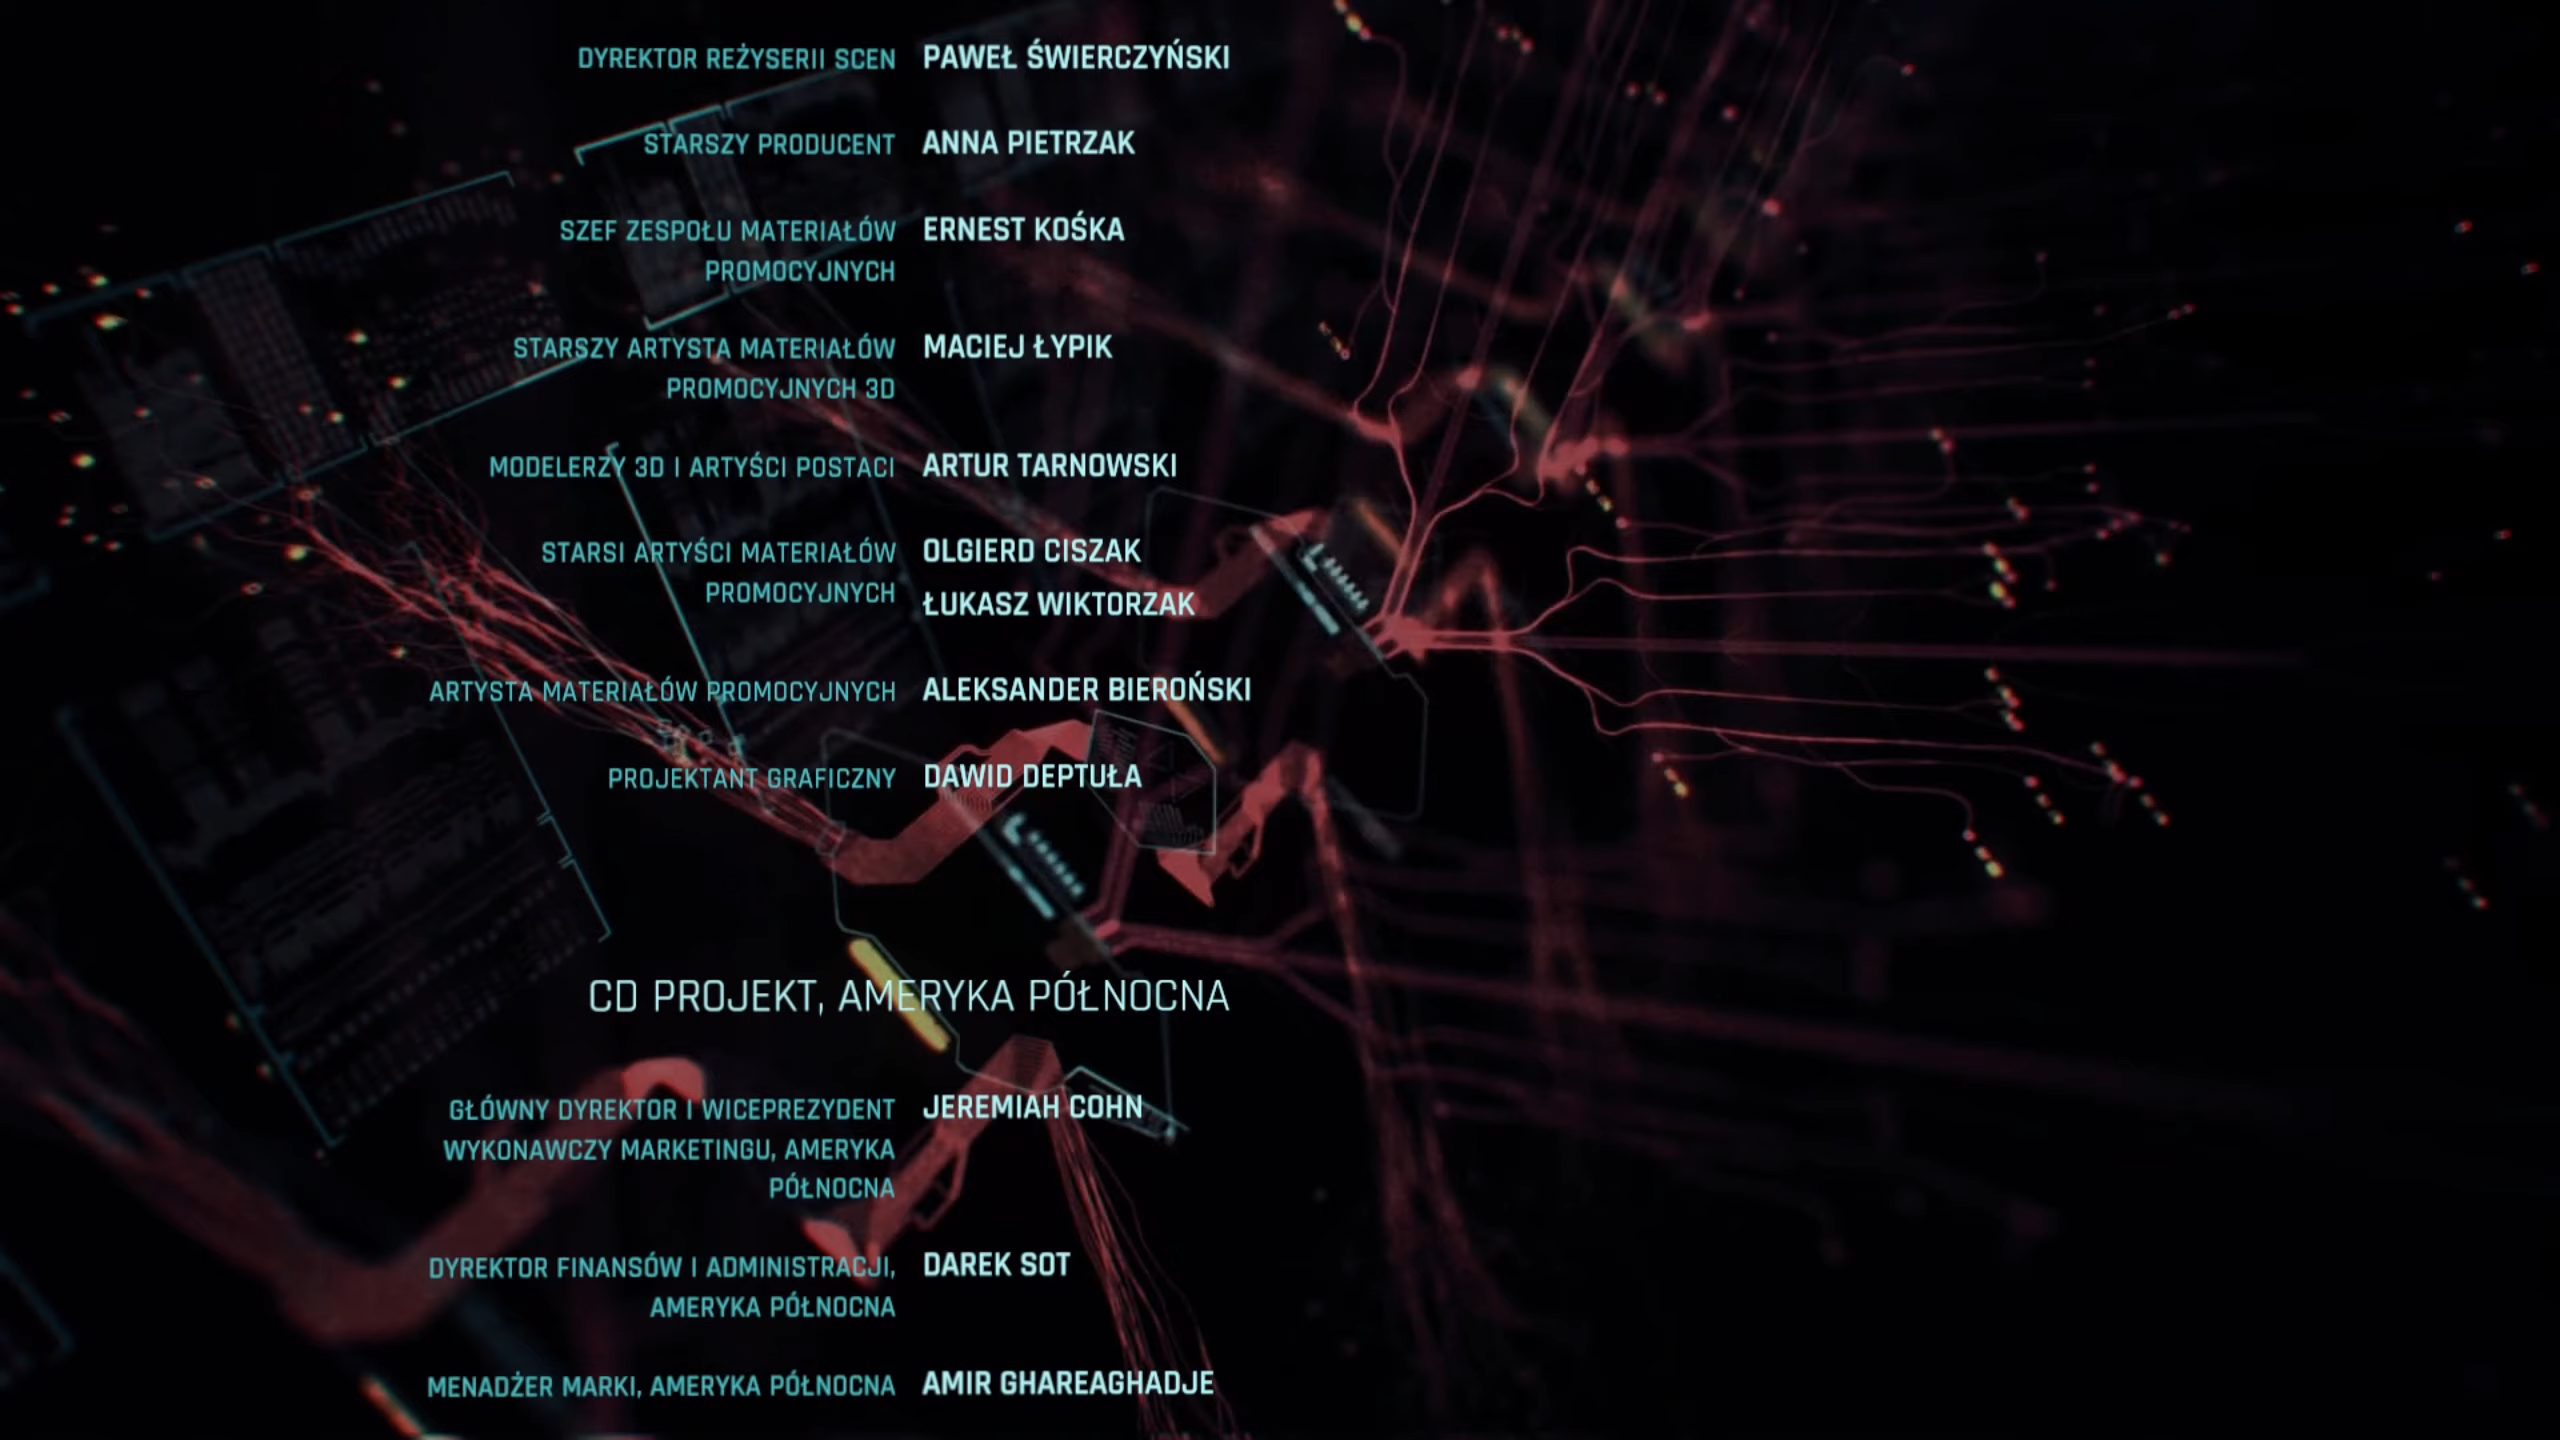 DYREKTOR REŻYSERII SCEN PAWEŁ ŚWIERCZYŃSKI
STARSZY PRODUCENT ANNA PIETRZAK
SZEF ZESPOŁU MATERIAŁÓW ERNEST KOŚKA
PROMOCYJNYCH
STARSZY ARTYSTA MATERIAŁÓW MACIEJ ŁYPIK
PROMOCYJNYCH 3D
MODELERZY 3D I ARTYŚCI POSTACI ARTUR TARNOWSKI
STARSI ARTYŚCI MATERIAŁÓW OLGIERD CISZAK
PROMOCYJNYCH ŁUKASZ WIKTORZAK
ARTYSTA MATERIAŁÓW PROMOCYJNYCH ALEKSANDER BIEROŃSKI
PROJEKTANT GRAFICZNY DAWID DEPTUŁA
CD PROJEKT, AMERYKA PÓŁNOCNA
GŁÓWNY DYREKTOR I WICEPREZYDENT JEREMIAH COHN
WYKONAWCZY MARKETINGU, AMERYKA
PÓŁNOCNA
DYREKTOR FINANSÓW I ADMINISTRACJI, DAREK SOT
AMERYKA PÓŁNOCNA
MENADŻER MARKI, AMERYKA PÓŁNOCNA AMIR GHAREAGHADJE